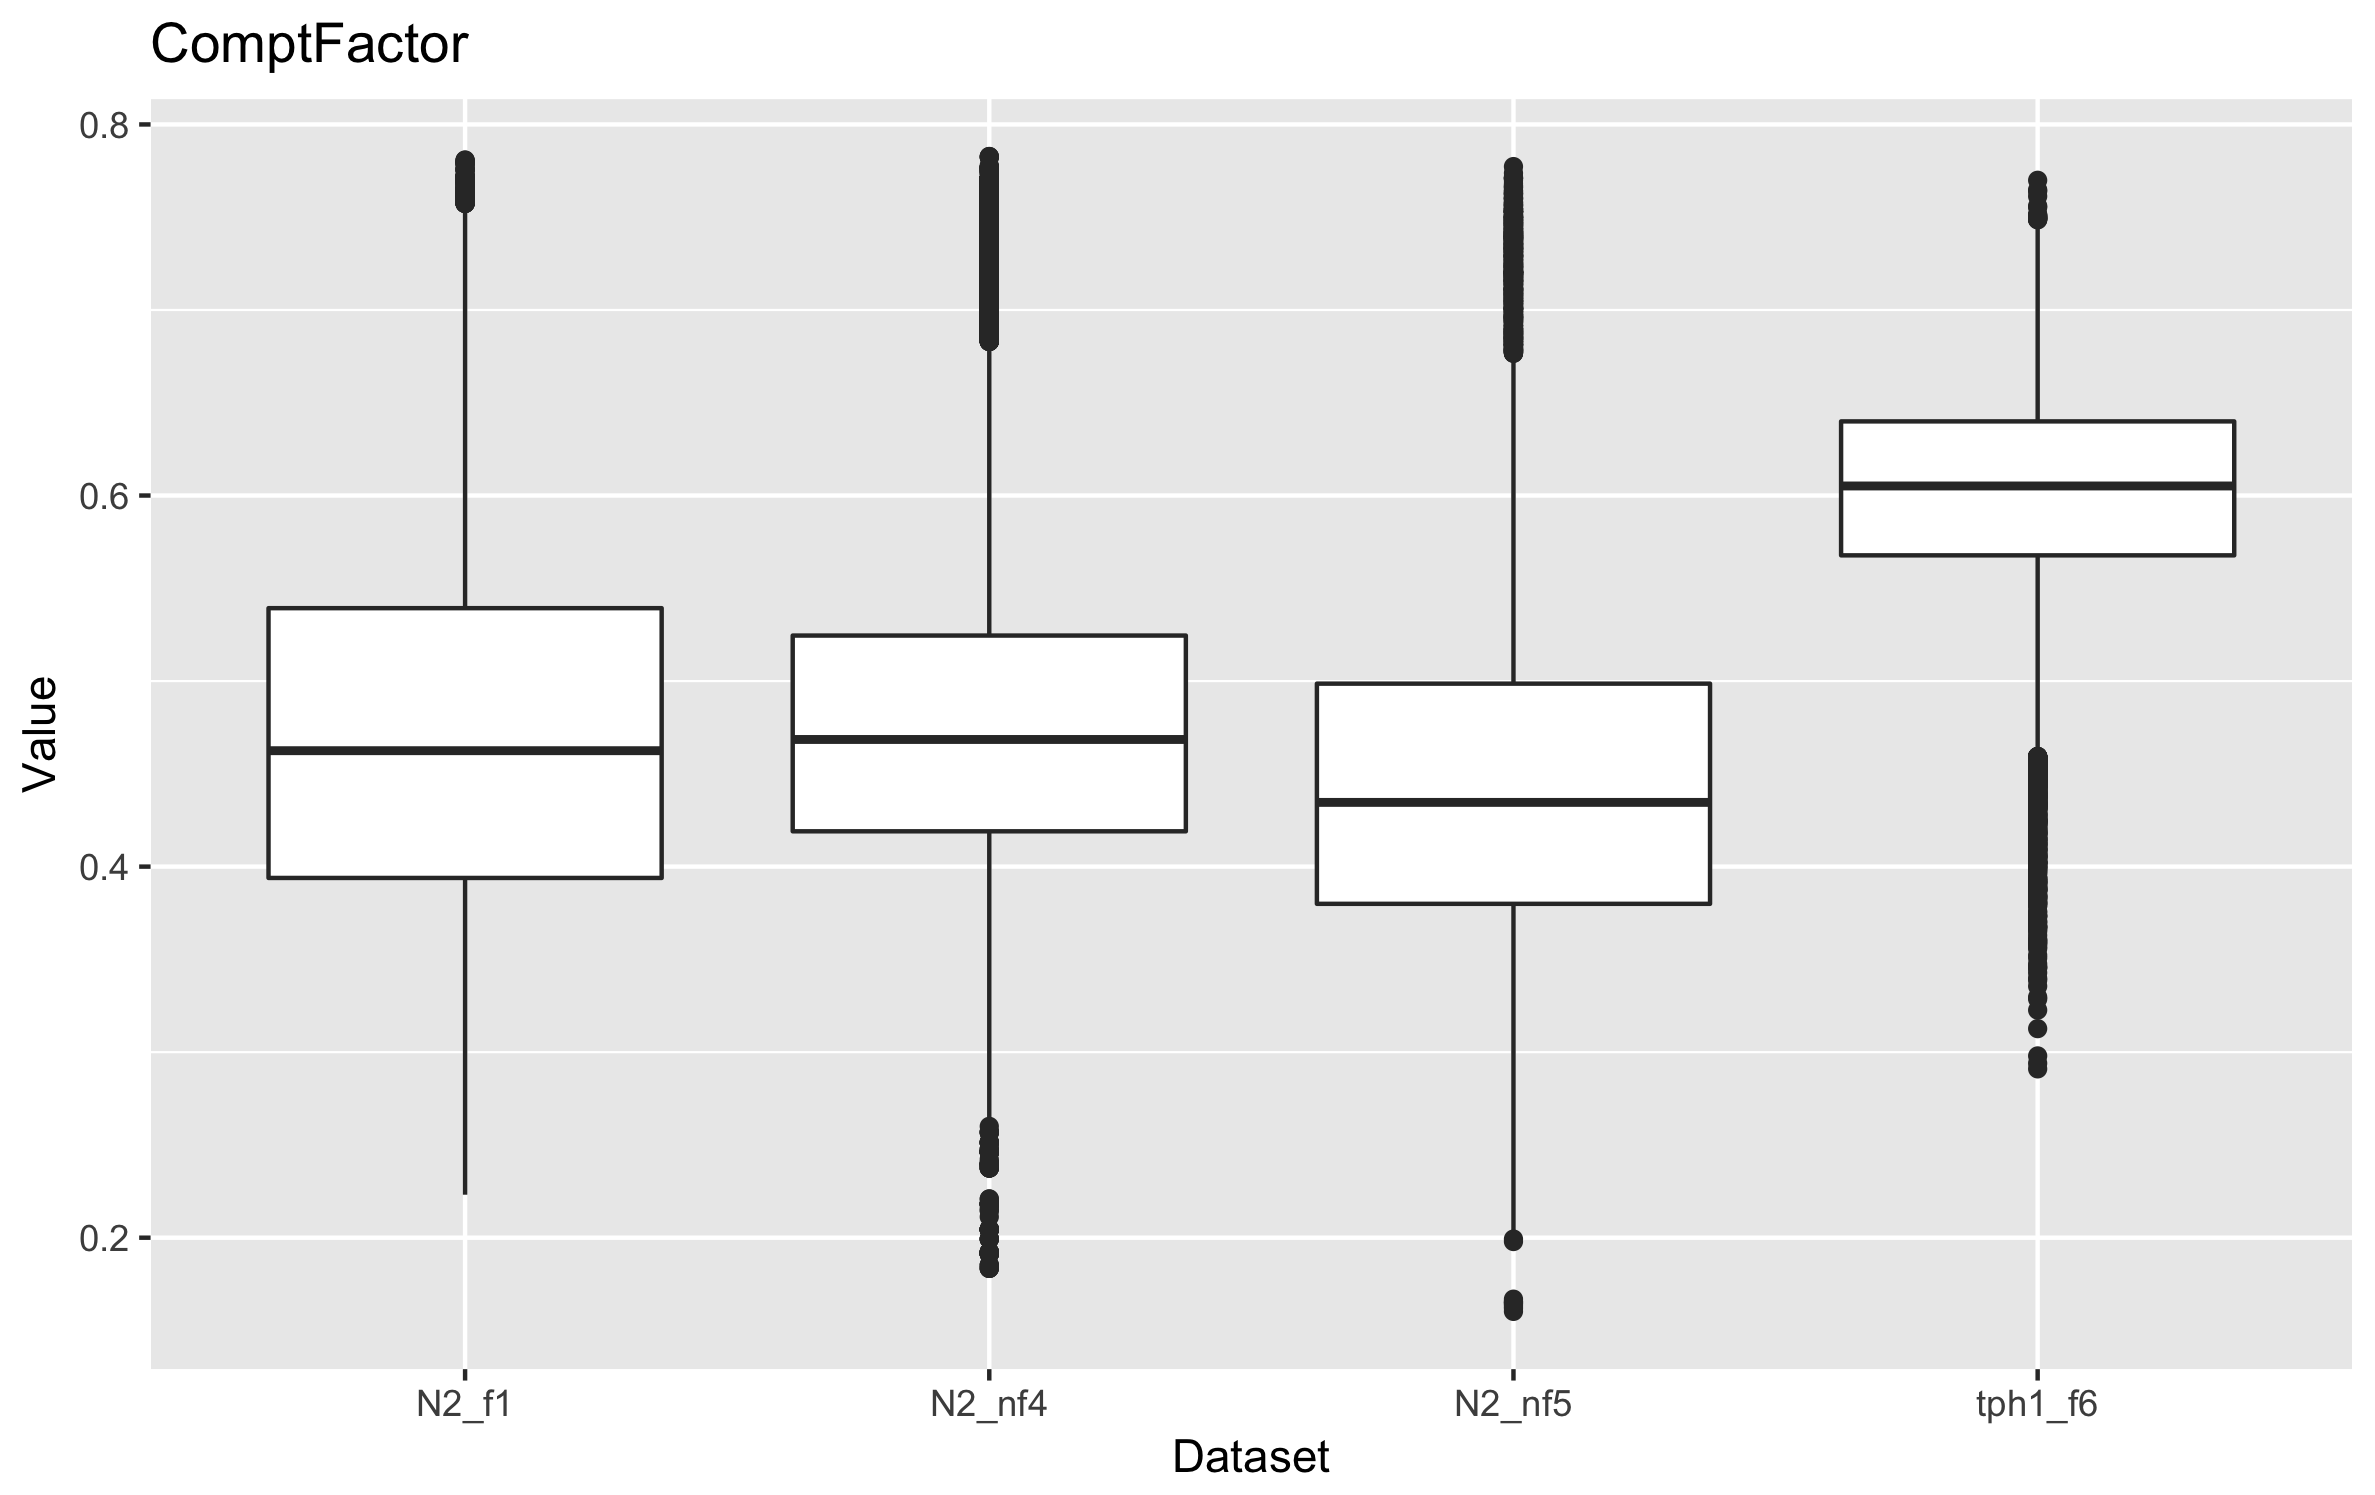 ComptFactor
0.8
0.6
0.4
0.2
Value
N2_f1
N2_nf4
N2_nf5
tph1_f6
Dataset